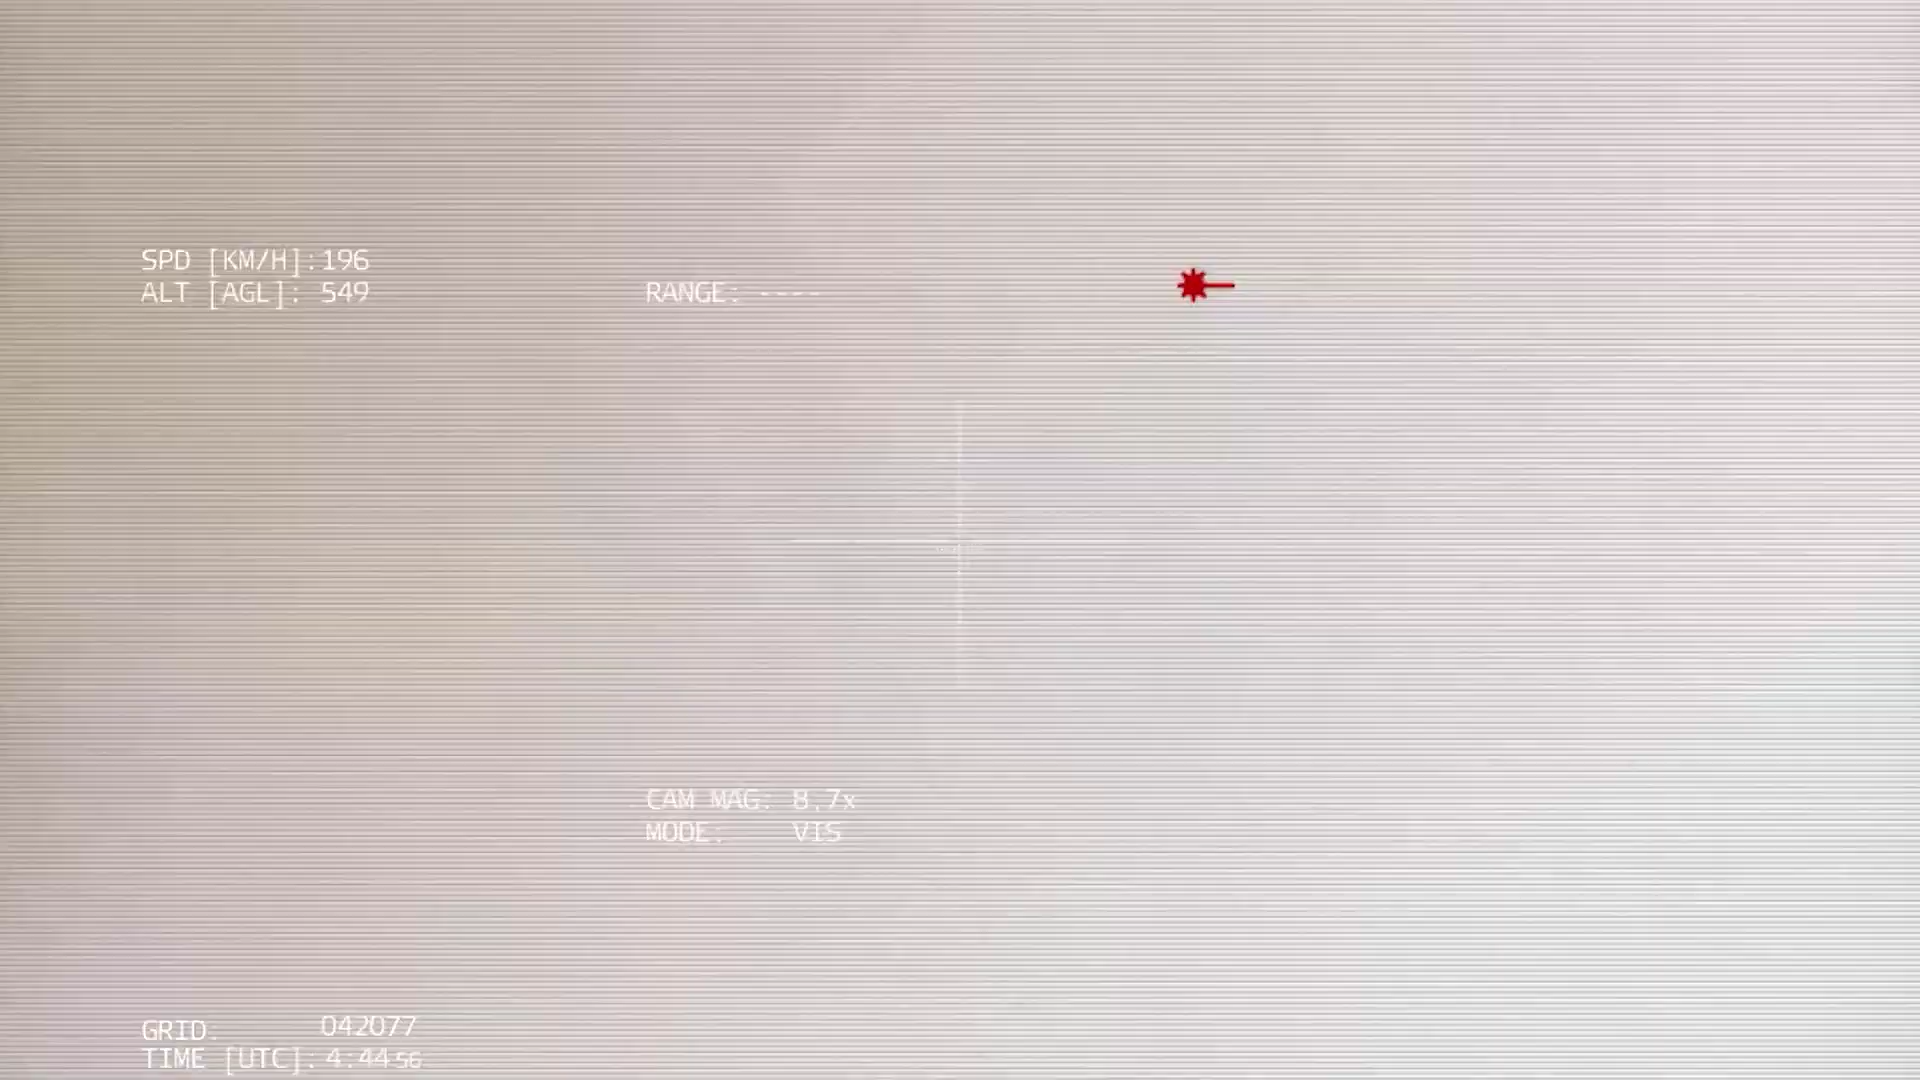 SPD [KM/H]:196
ALT [AGL]: 549
RANGE: ----
CAM MAG: 8.7x
MODE: VIS
GRID: 042077
TIME [UTC]: 4:44:56